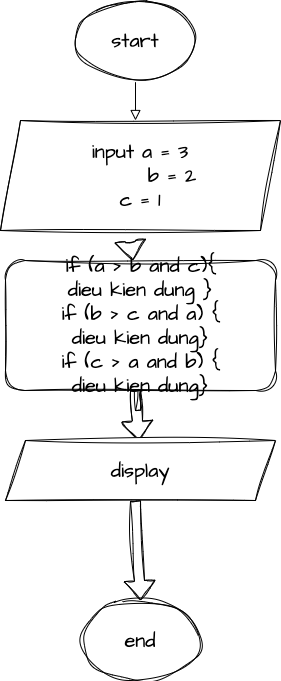 start
input a = 3
b = 2
c = 1
if (a > b and c){
dieu kien dung }
if (b > c and a) {
dieu kien dung}
if (c > a and b) {
dieu kien dung}
display
end